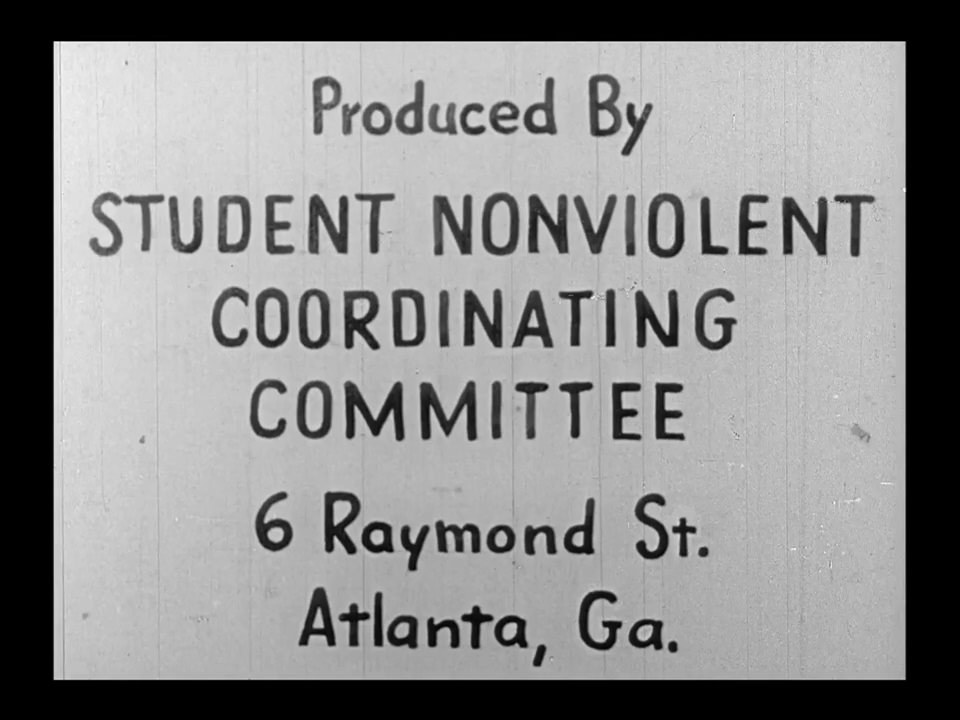 Produced By
STUDENT NONVIOLENT
COORDINATING
COMMITTEE
6 Raymond St.
Atlanta, Ga.